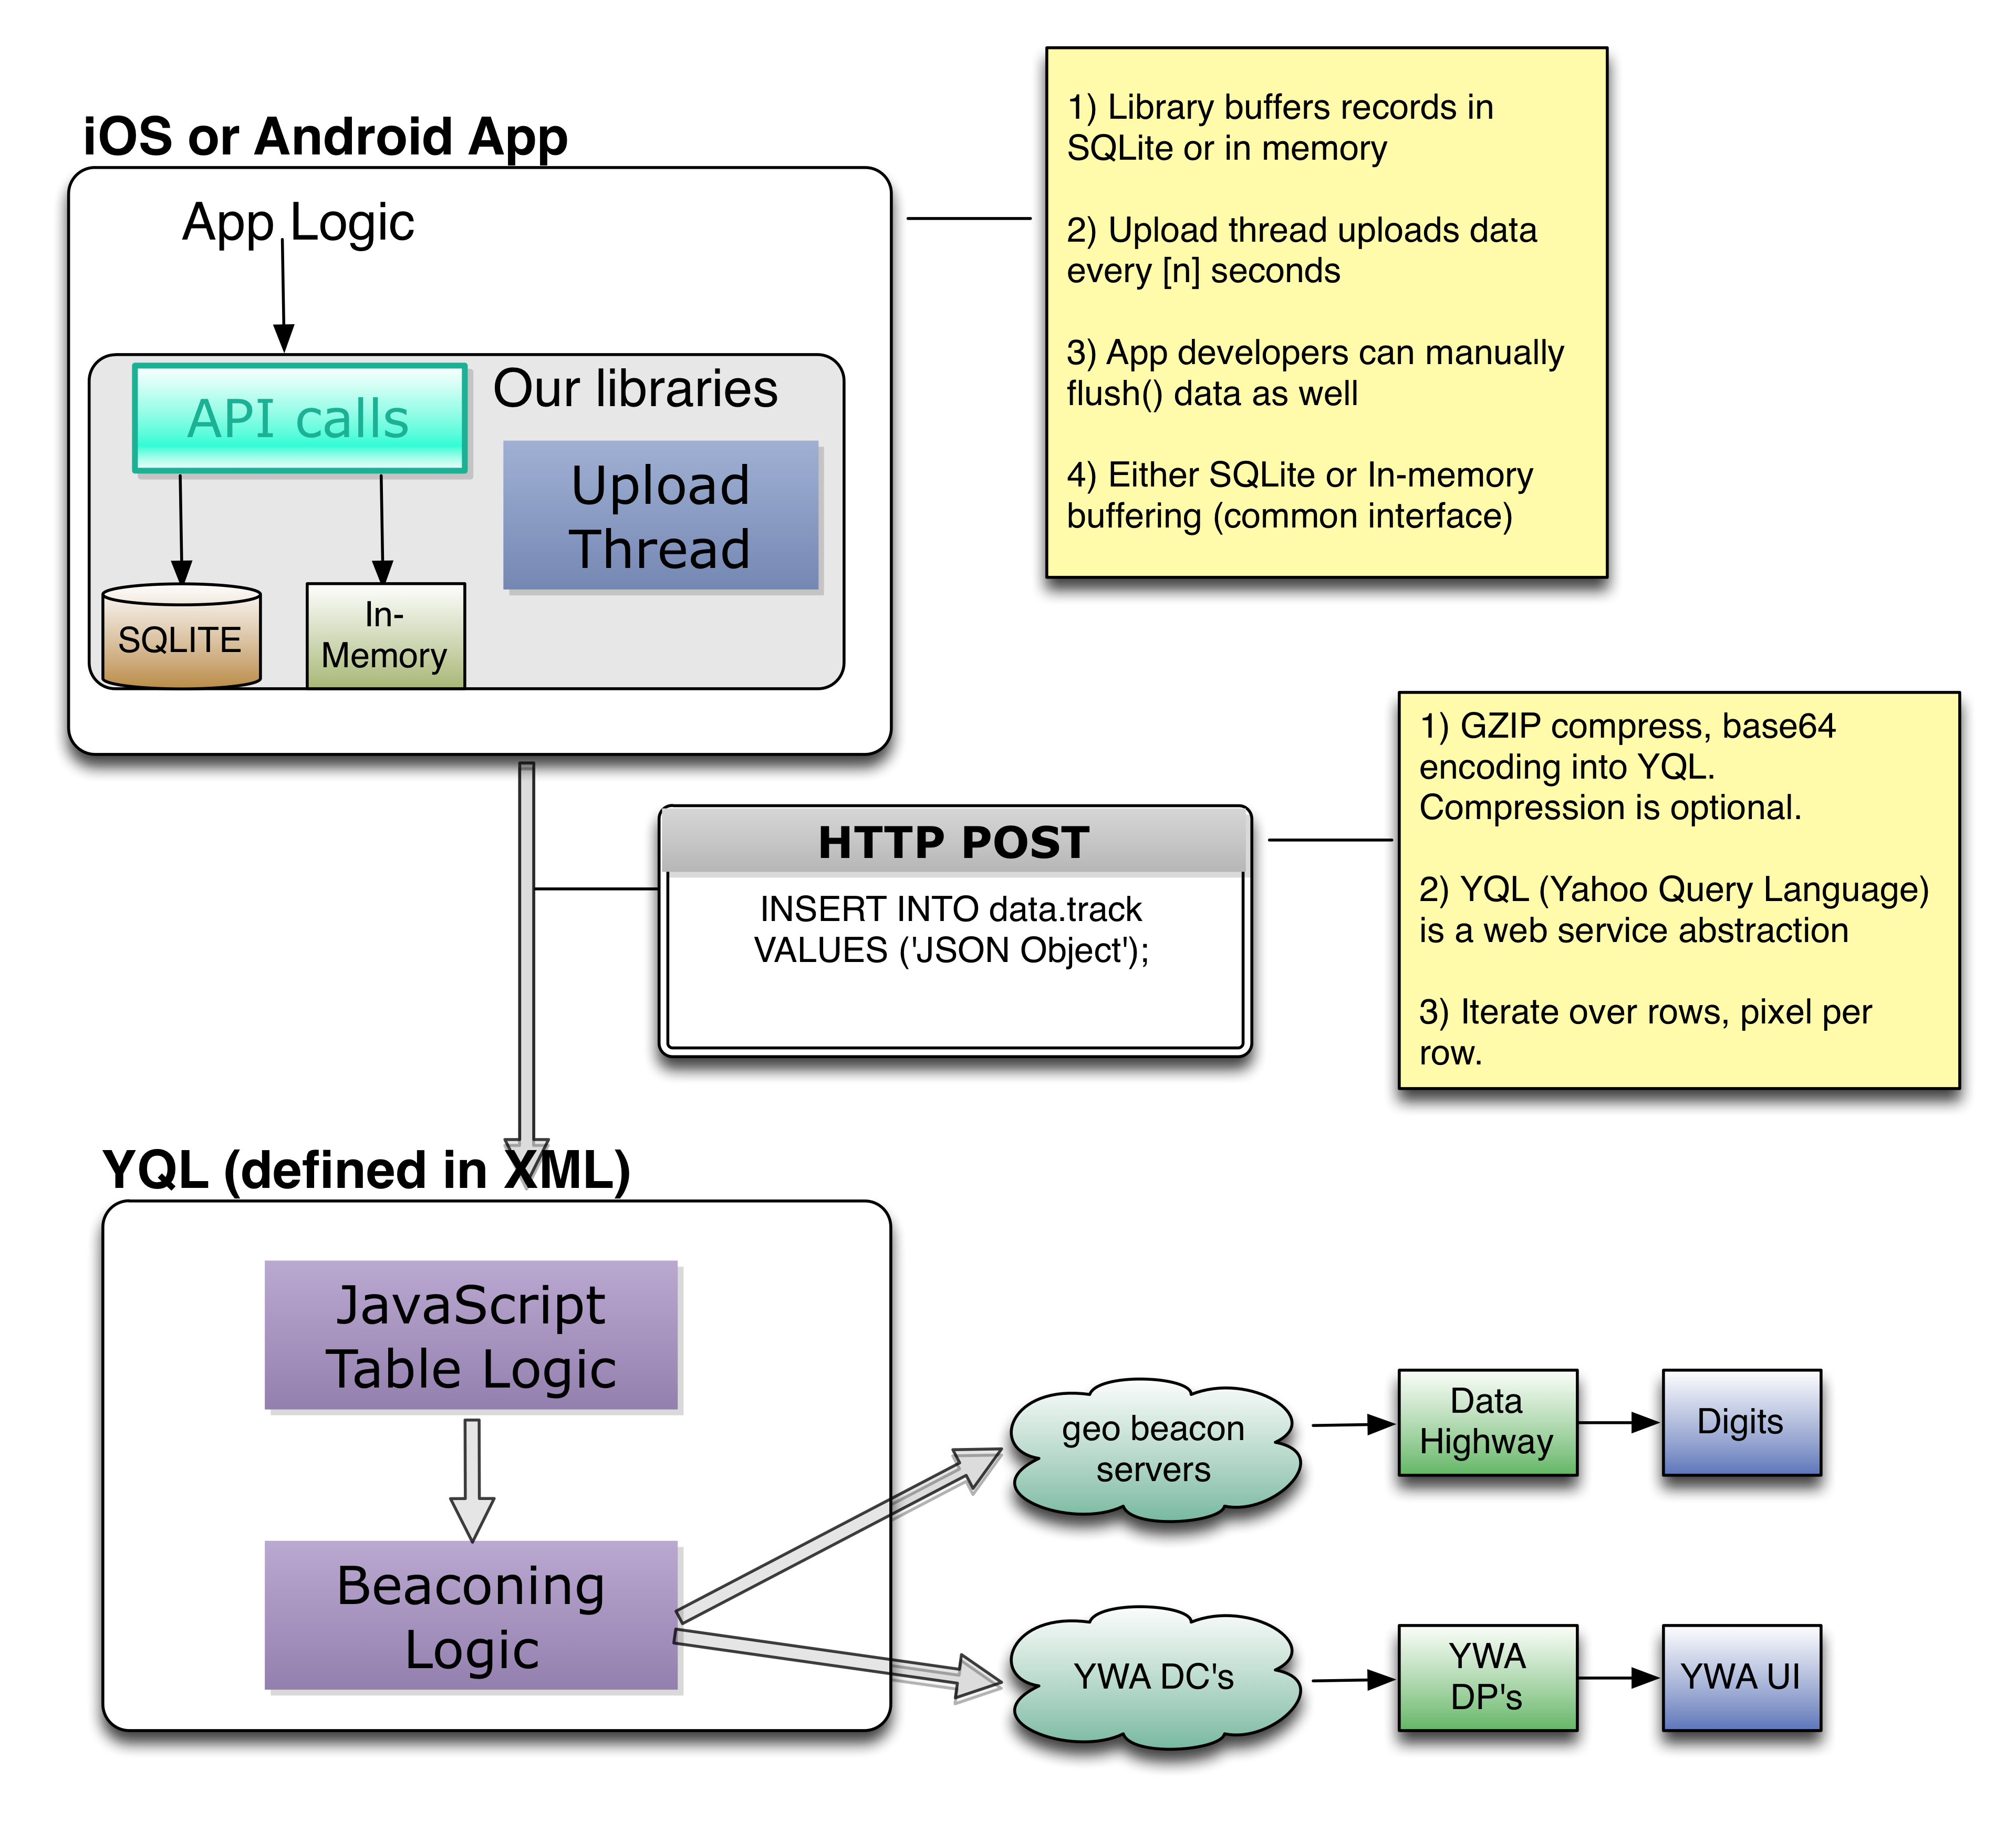 iOS or Android App
App Logic
API calls
Our libraries
Upload
Thread
SQLITE
In-
Memory
1) Library buffers records in
SQLite or in memory
2) Upload thread uploads data
every [n] seconds
3) App developers can manually
flush() data as well
4) Either SQLite or In-memory
buffering (common interface)
HTTP POST
INSERT INTO data.track
VALUES ('JSON Object');
1) GZIP compress, base64
encoding into YQL.
Compression is optional.
2) YQL (Yahoo Query Language)
is a web service abstraction
3) Iterate over rows, pixel per
row.
YQL (defined in XML)
JavaScript
Table Logic
Beaconing
Logic
geo beacon
servers
Data
Highway
Digits
YWA DC's
YWA
DP's
YWA UI